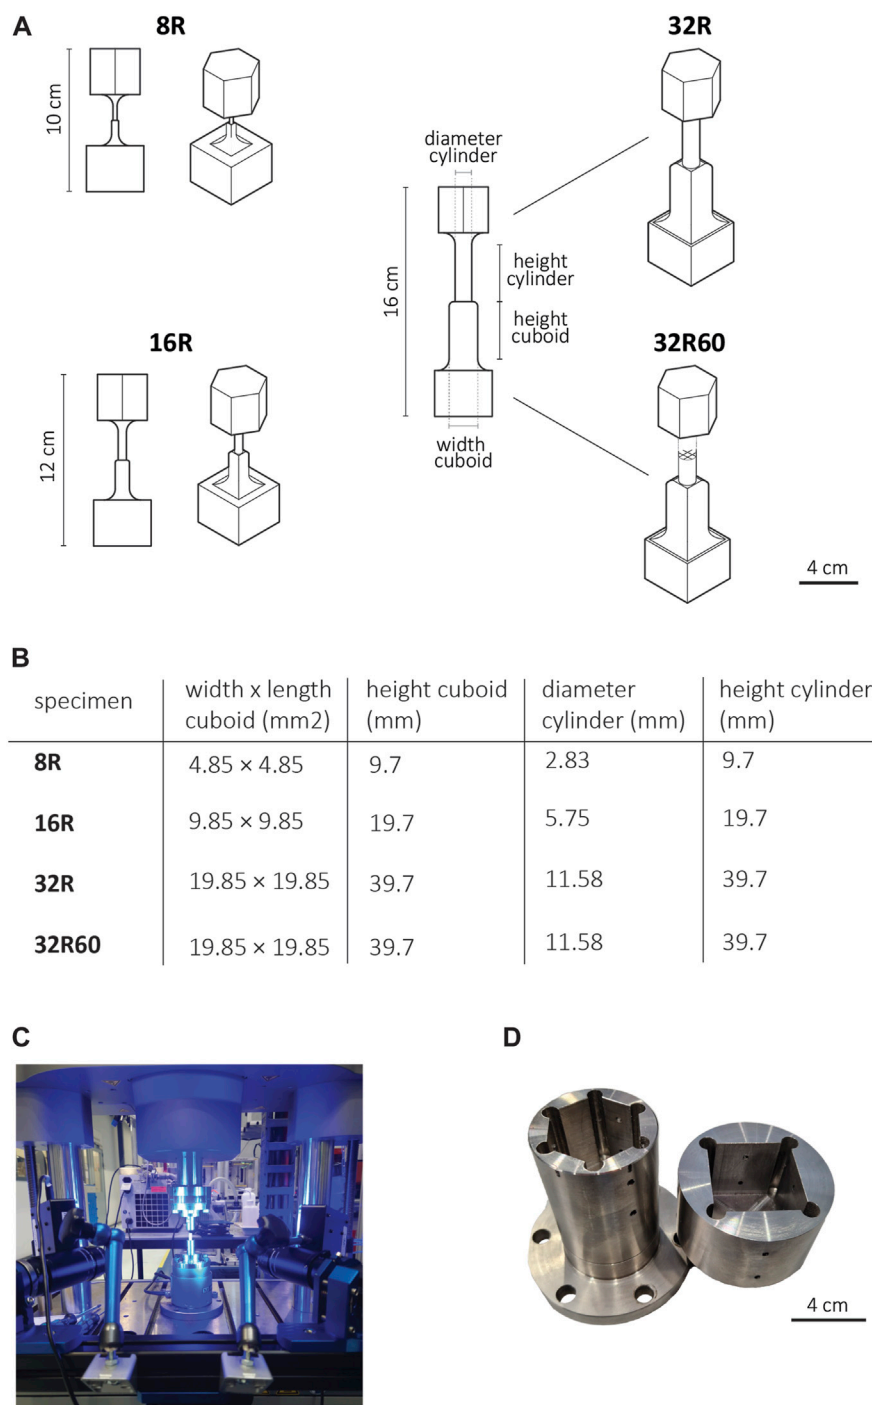 A
8R
32R
10 cm
diameter
cylinder
16 cm
height
cylinder
height
cuboid
16R
32R60
12 cm
width
cuboid
4 cm
B
specimen
width x length
cuboid (mm2)
height cuboid
(mm)
diameter
cylinder (mm)
height cylinder
(mm)
8R 4.85 × 4.85 9.7 2.83 9.7
16R 9.85 × 9.85 19.7 5.75 19.7
32R 19.85 × 19.85 39.7 11.58 39.7
32R60 19.85 × 19.85 39.7 11.58 39.7
C
D
4 cm